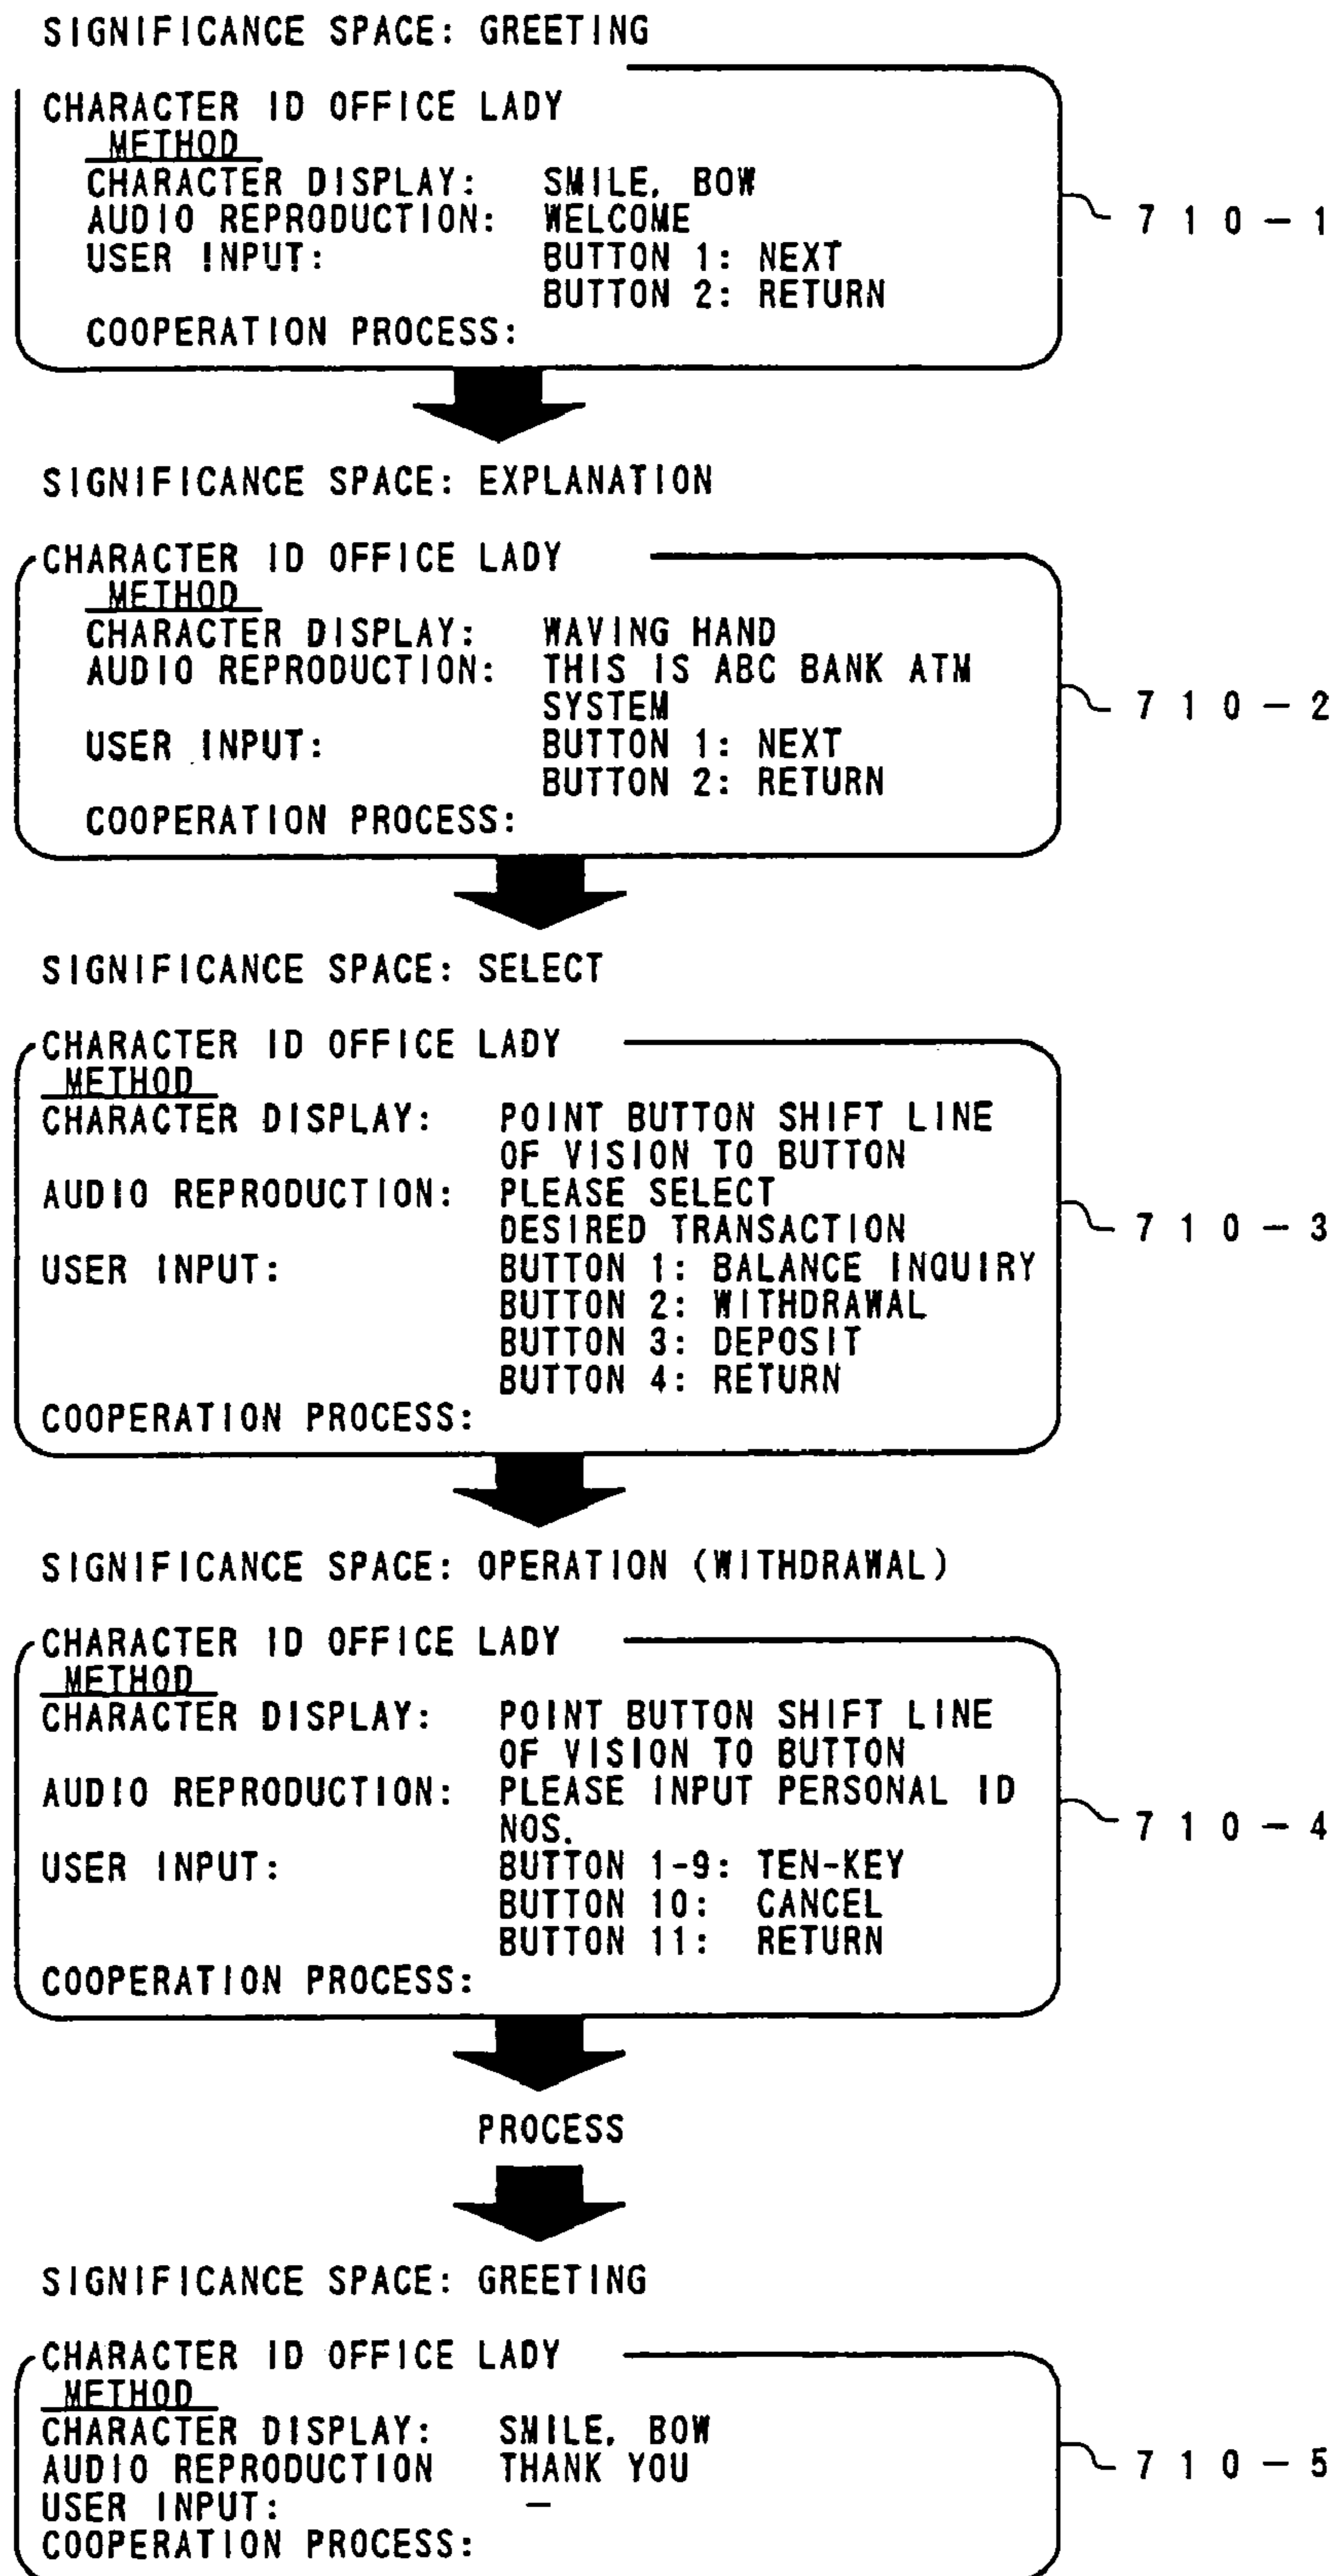 SIGNIFICANCE SPACE: GREETING
CHARACTER ID OFFICE LADY
METHOD
CHARACTER DISPLAY: SMILE, BOW
AUDIO REPRODUCTION: WELCOME
USER INPUT: BUTTON 1: NEXT
BUTTON 2: RETURN
COOPERATION PROCESS:
710-1
SIGNIFICANCE SPACE: EXPLANATION
CHARACTER ID OFFICE LADY
METHOD
CHARACTER DISPLAY: WAVING HAND
AUDIO REPRODUCTION: THIS IS ABC BANK ATM
SYSTEM
USER INPUT: BUTTON 1: NEXT
BUTTON 2: RETURN
COOPERATION PROCESS:
710-2
SIGNIFICANCE SPACE: SELECT
CHARACTER ID OFFICE LADY
METHOD
CHARACTER DISPLAY: POINT BUTTON SHIFT LINE
OF VISION TO BUTTON
AUDIO REPRODUCTION: PLEASE SELECT
DESIRED TRANSACTION
USER INPUT: BUTTON 1: BALANCE INQUIRY
BUTTON 2: WITHDRAWAL
BUTTON 3: DEPOSIT
BUTTON 4: RETURN
COOPERATION PROCESS:
710-3
SIGNIFICANCE SPACE: OPERATION (WITHDRAWAL)
CHARACTER ID OFFICE LADY
METHOD
CHARACTER DISPLAY: POINT BUTTON SHIFT LINE
OF VISION TO BUTTON
AUDIO REPRODUCTION: PLEASE INPUT PERSONAL ID
NOS.
USER INPUT: BUTTON 1-9: TEN-KEY
BUTTON 10: CANCEL
BUTTON 11: RETURN
COOPERATION PROCESS:
710-4
PROCESS
SIGNIFICANCE SPACE: GREETING
CHARACTER ID OFFICE LADY
METHOD
CHARACTER DISPLAY: SMILE, BOW
AUDIO REPRODUCTION THANK YOU
USER INPUT: —
COOPERATION PROCESS:
710-5